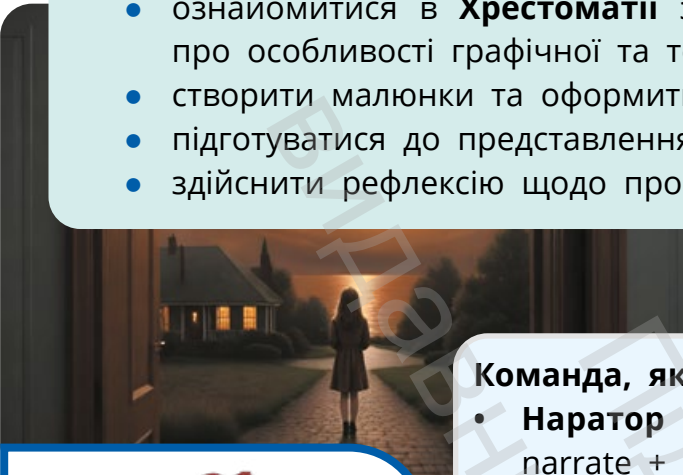 ознайомитися в Хрестоматії з
про особливості графічної та т
створити малюнки та оформит
підготуватися до представлення
здійснити рефлексію щодо про
Команда, як
• Наратор
narrate +
видавн